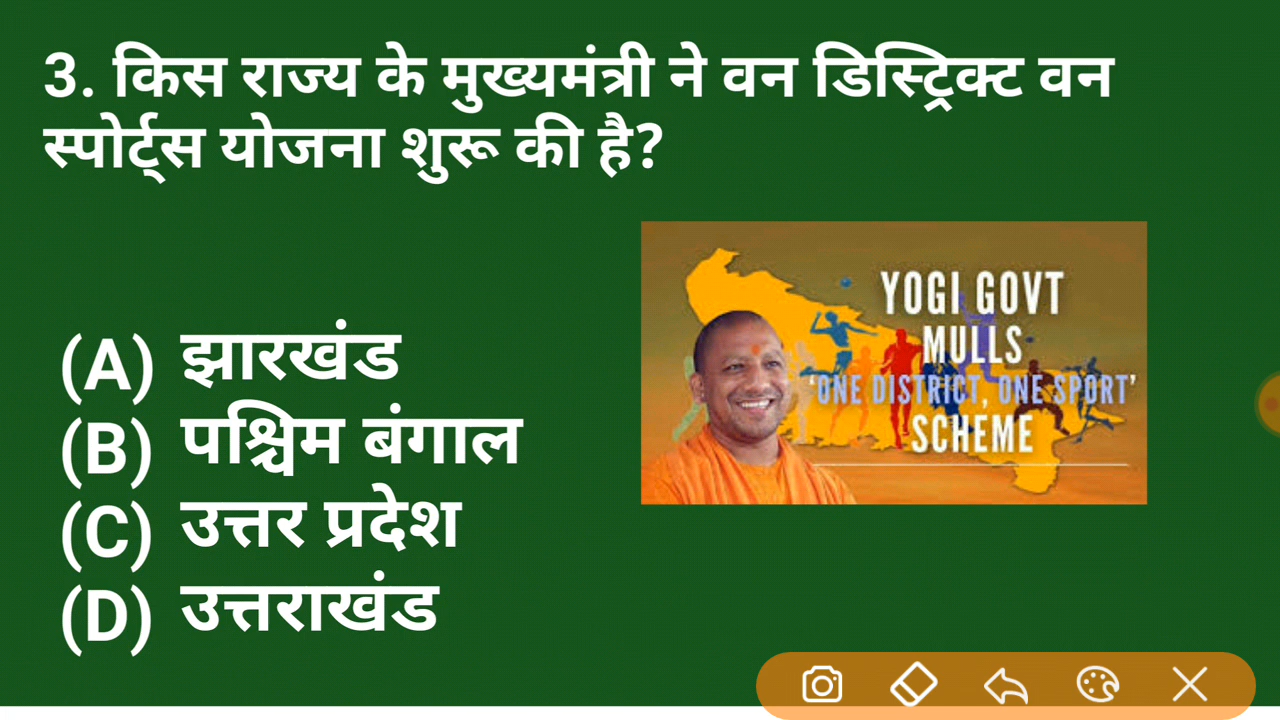 3. किस राज्य के मुख्यमंत्री ने वन डिस्ट्रिक्ट वन
स्पोर्ट्स योजना शुरू की है?
(A) झारखंड
(B) पश्चिम बंगाल
(C) उत्तर प्रदेश
(D) उत्तराखंड
YOGI GOVT
MULLS
'ONE DISTRICT, ONE SPORT'
SCHEME